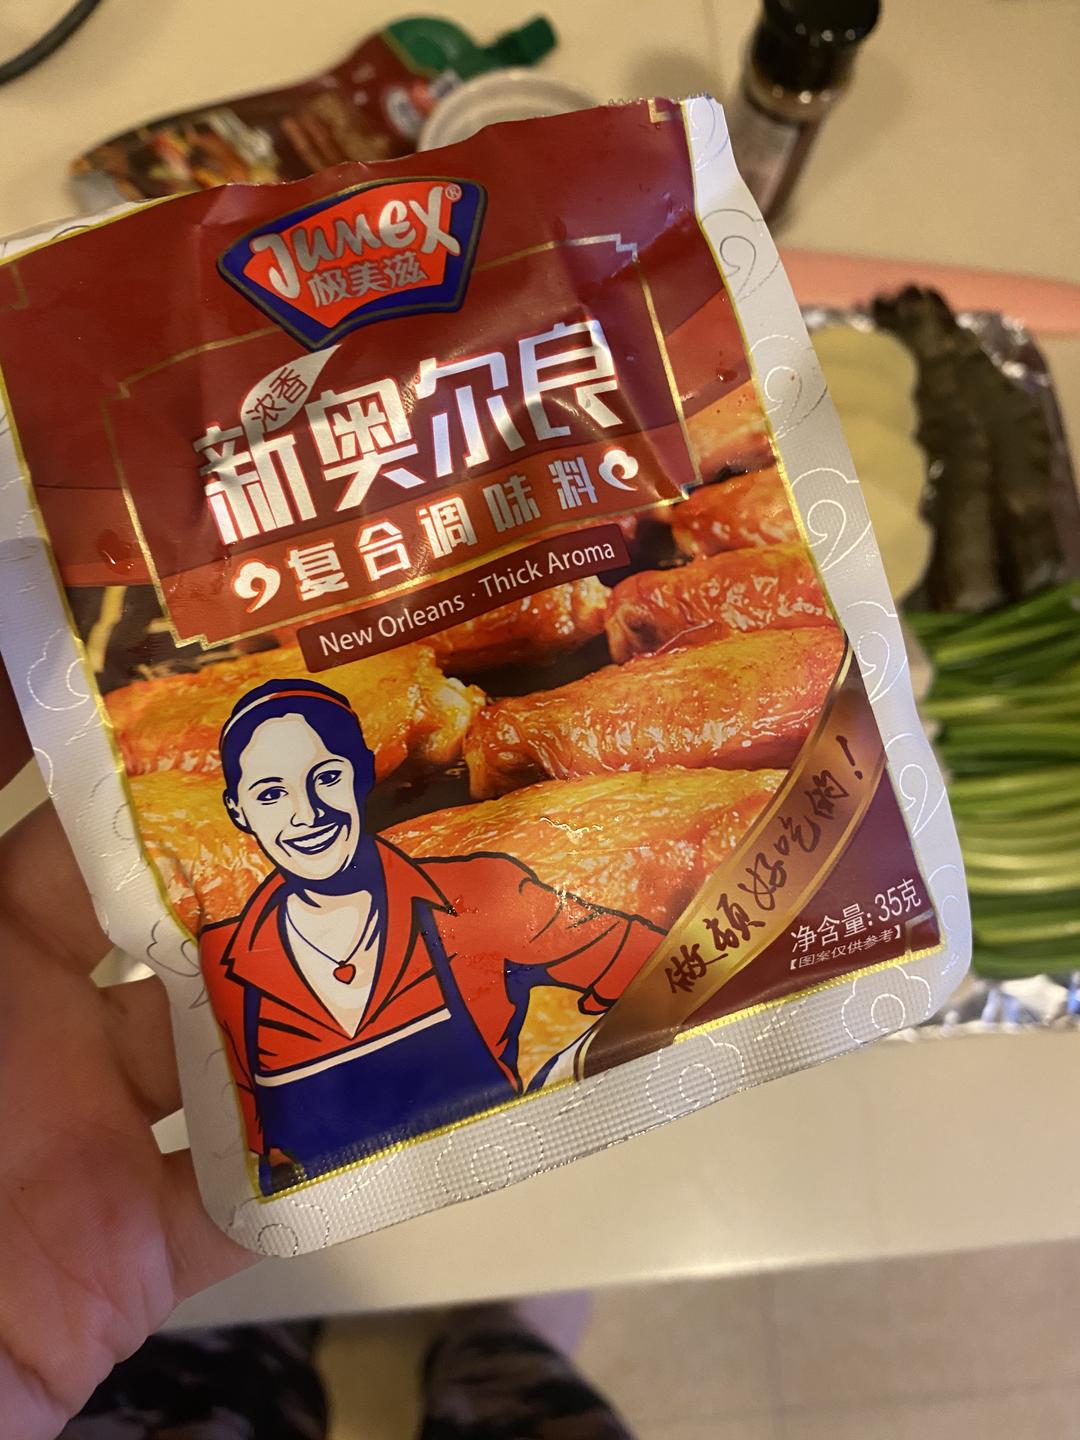 JUMEX®
极美滋
浓香
新奥尔良
复合调味料
New Orleans · Thick Aroma
做顿好吃的！
净含量: 35克
【图案仅供参考】